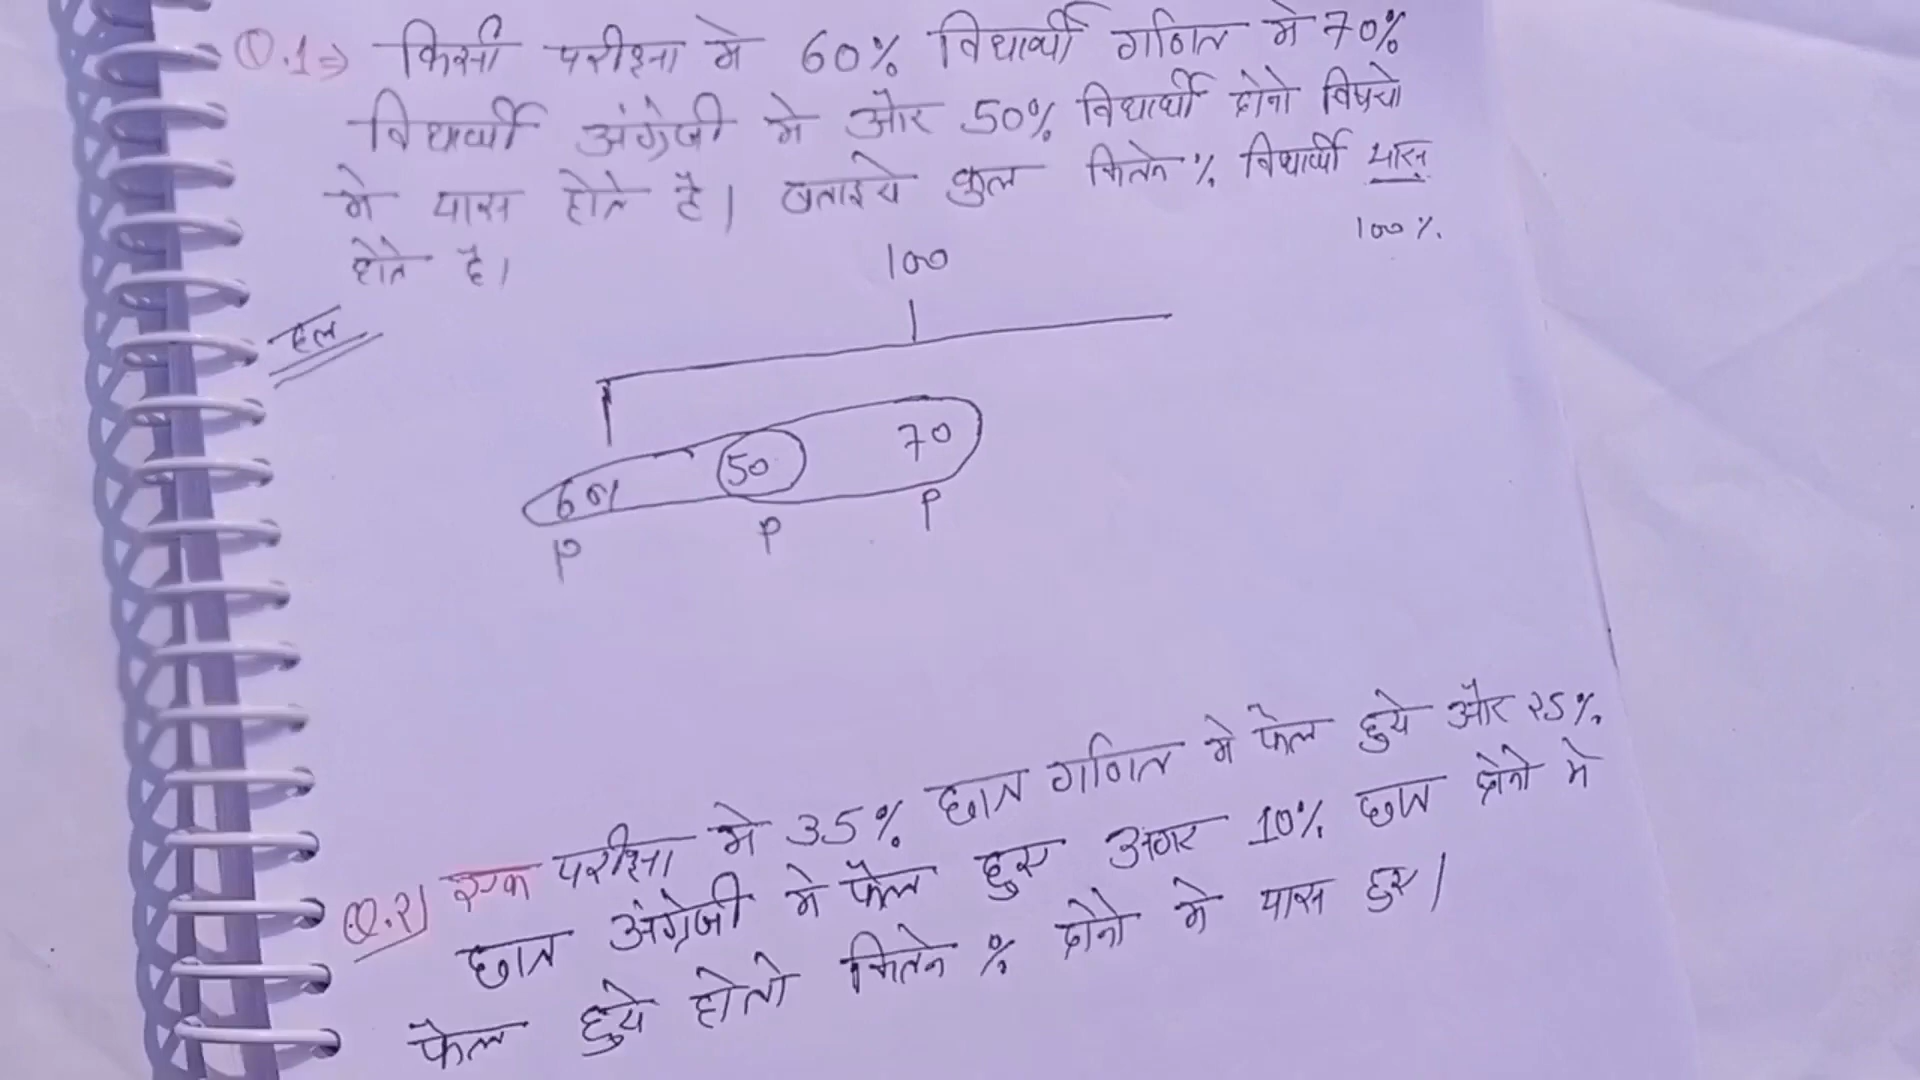 Q.1⇒ किसी परीक्षा मे 60% विधार्थी गणित मे 70%
विधार्थी अंग्रेजी मे और 50% विधार्थी दोनो विषयो
मे पास होते है। बताइये कुल कितने % विधार्थी पास
होते है।
100%.
हल
100
60% 50 70
P P P
Q.2) एक परीक्षा मे 35% छात्र गणित मे फैल हुये और 25%
छात्र अंग्रेजी मे फैल हुए अगर 10% छात्र दोनो मे
फैल हुये होतो कितने % दोनो मे पास हुए।